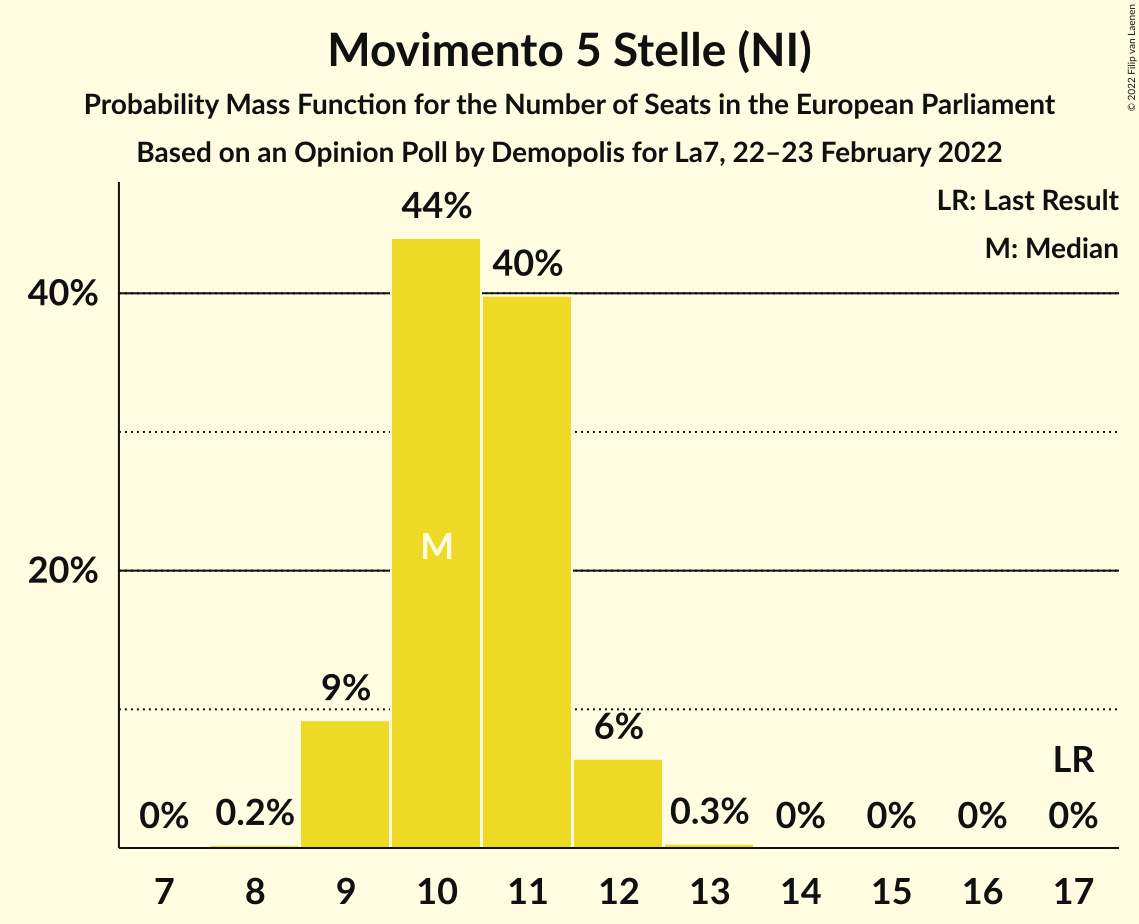 Movimento 5 Stelle (NI)
Probability Mass Function for the Number of Seats in the European Parliament
Based on an Opinion Poll by Demopolis for La7, 22–23 February 2022
© 2022 Filip van Laenen
LR: Last Result
M: Median
44%
40%
40%
M
20%
9%
6%
LR
0%
0.2%
0.3%
0%
0%
0%
0%
7 8 9 10 11 12 13 14 15 16 17